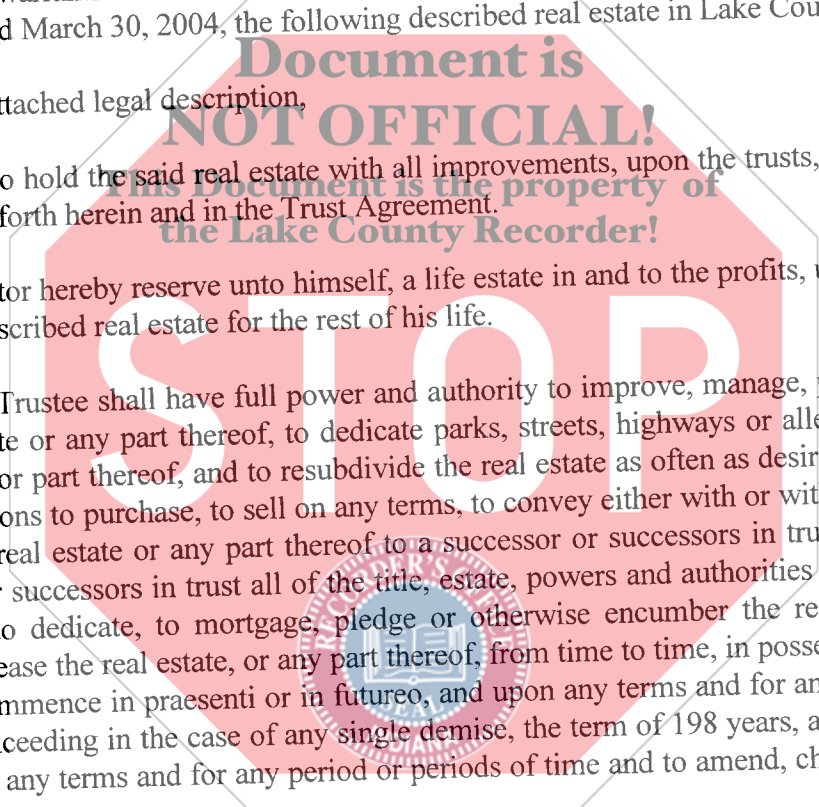 d March 30, 2004, the following described real estate in Lake Cou
Document is
ttached legal description,
NOT OFFICIAL!
o hold the said real estate with all improvements, upon the trusts,
This Document is the property of
forth herein and in the Trust Agreement.
the Lake County Recorder!
tor hereby reserve unto himself, a life estate in and to the profits,
scribed real estate for the rest of his life.
STOP
Trustee shall have full power and authority to improve, manage,
te or any part thereof, to dedicate parks, streets, highways or alle
or part thereof, and to resubdivide the real estate as often as desir
ons to purchase, to sell on any terms, to convey either with or wit
real estate or any part thereof to a successor or successors in tru
successors in trust all of the title, estate, powers and authorities
o dedicate, to mortgage, pledge or otherwise encumber the re
ease the real estate, or any part thereof, from time to time, in posse
mmence in praesenti or in futureo, and upon any terms and for an
ceeding in the case of any single demise, the term of 198 years, a
any terms and for any period or periods of time and to amend, ch
RECORDER'S OFFICE
SEAL
INDIANA